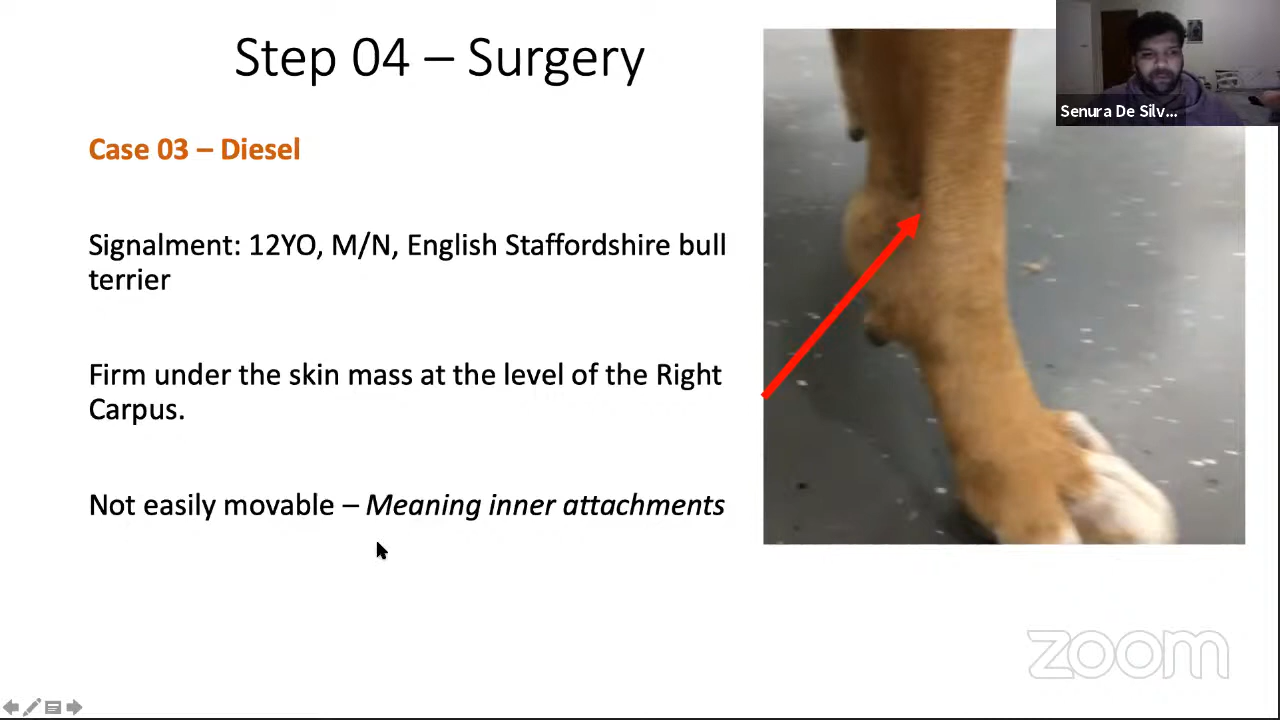 Step 04 – Surgery
Senura De Silv...
Case 03 – Diesel
Signalment: 12YO, M/N, English Staffordshire bull
terrier
Firm under the skin mass at the level of the Right
Carpus.
Not easily movable – Meaning inner attachments
zoom